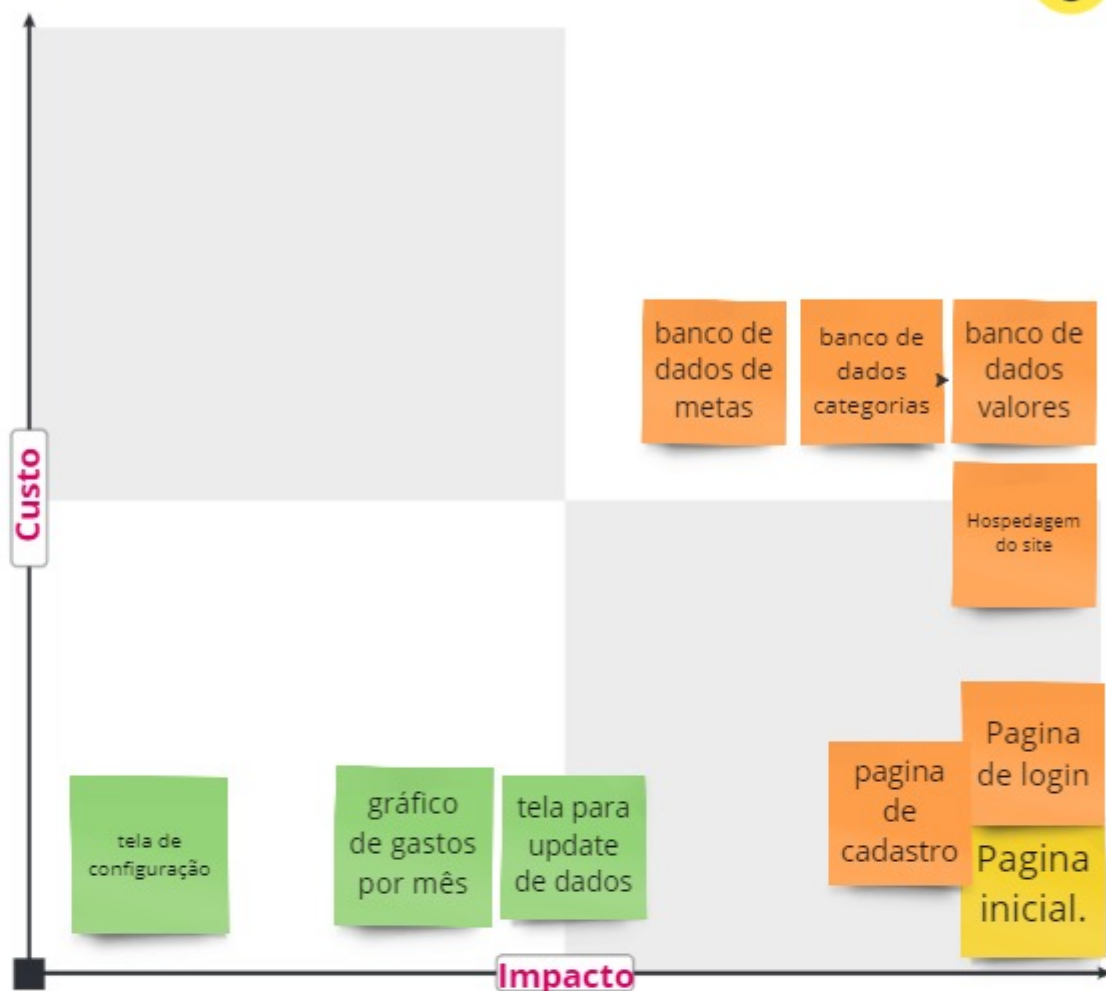 banco de
dados de
metas
banco de
dados
categorias
banco de
dados
valores
Custo
Hospedagem
do site
Pagina
de login
pagina
de
cadastro
Pagina
inicial.
tela de
configuração
gráfico
de gastos
por mês
tela para
update
de dados
Impacto